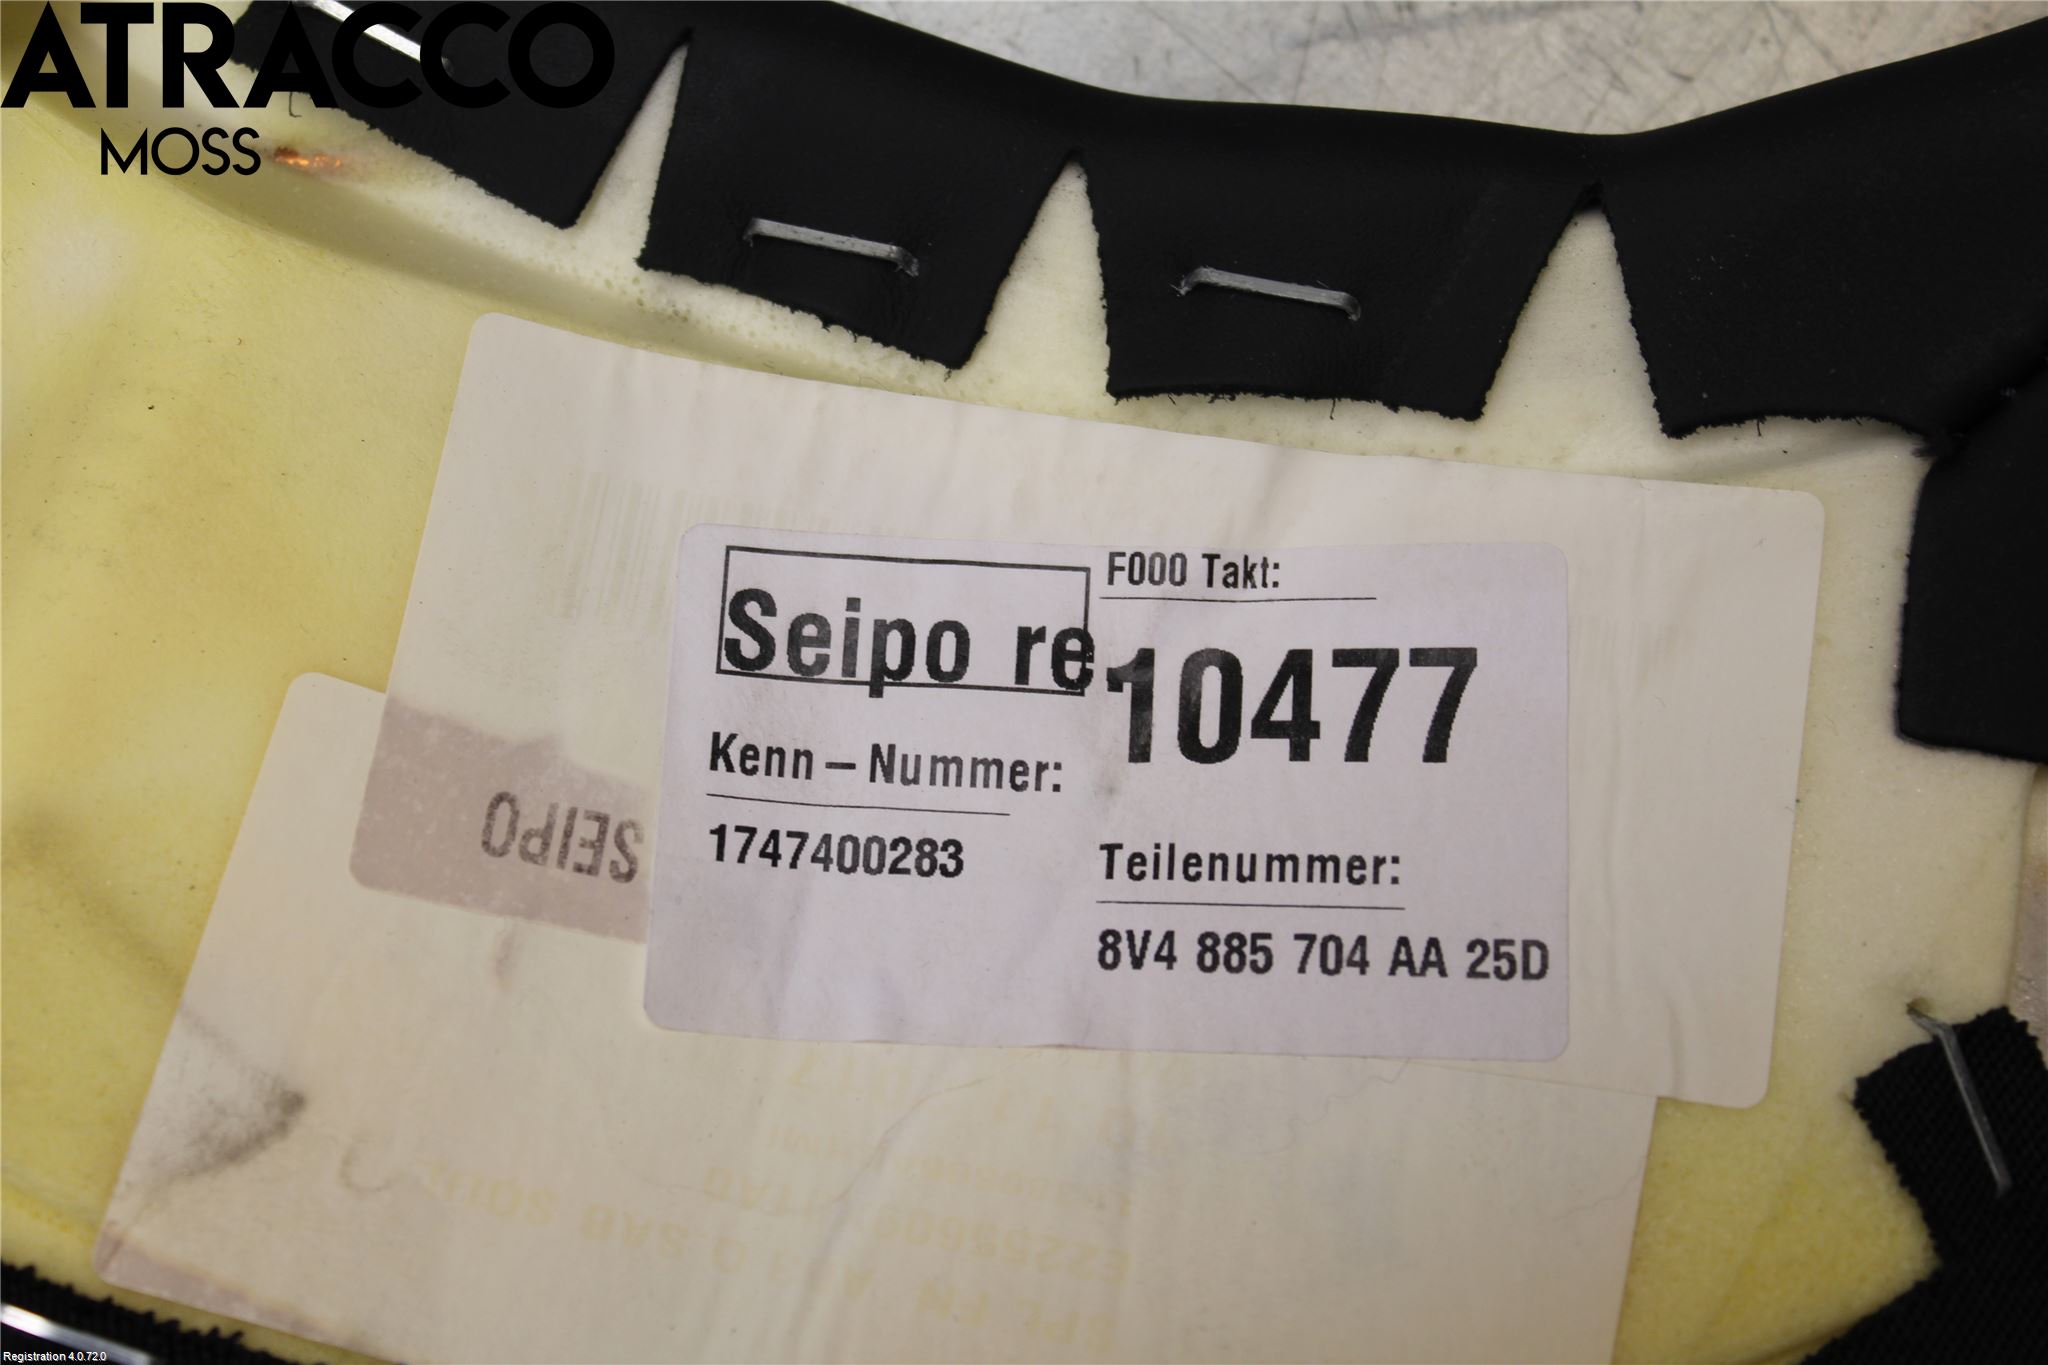 ATRACCO
MOSS
F000 Takt:
Seipo re.
10477
Kenn – Nummer:
1747400283
Teilenummer:
8V4 885 704 AA 25D
SEIPO
Registration 4.0.72.0